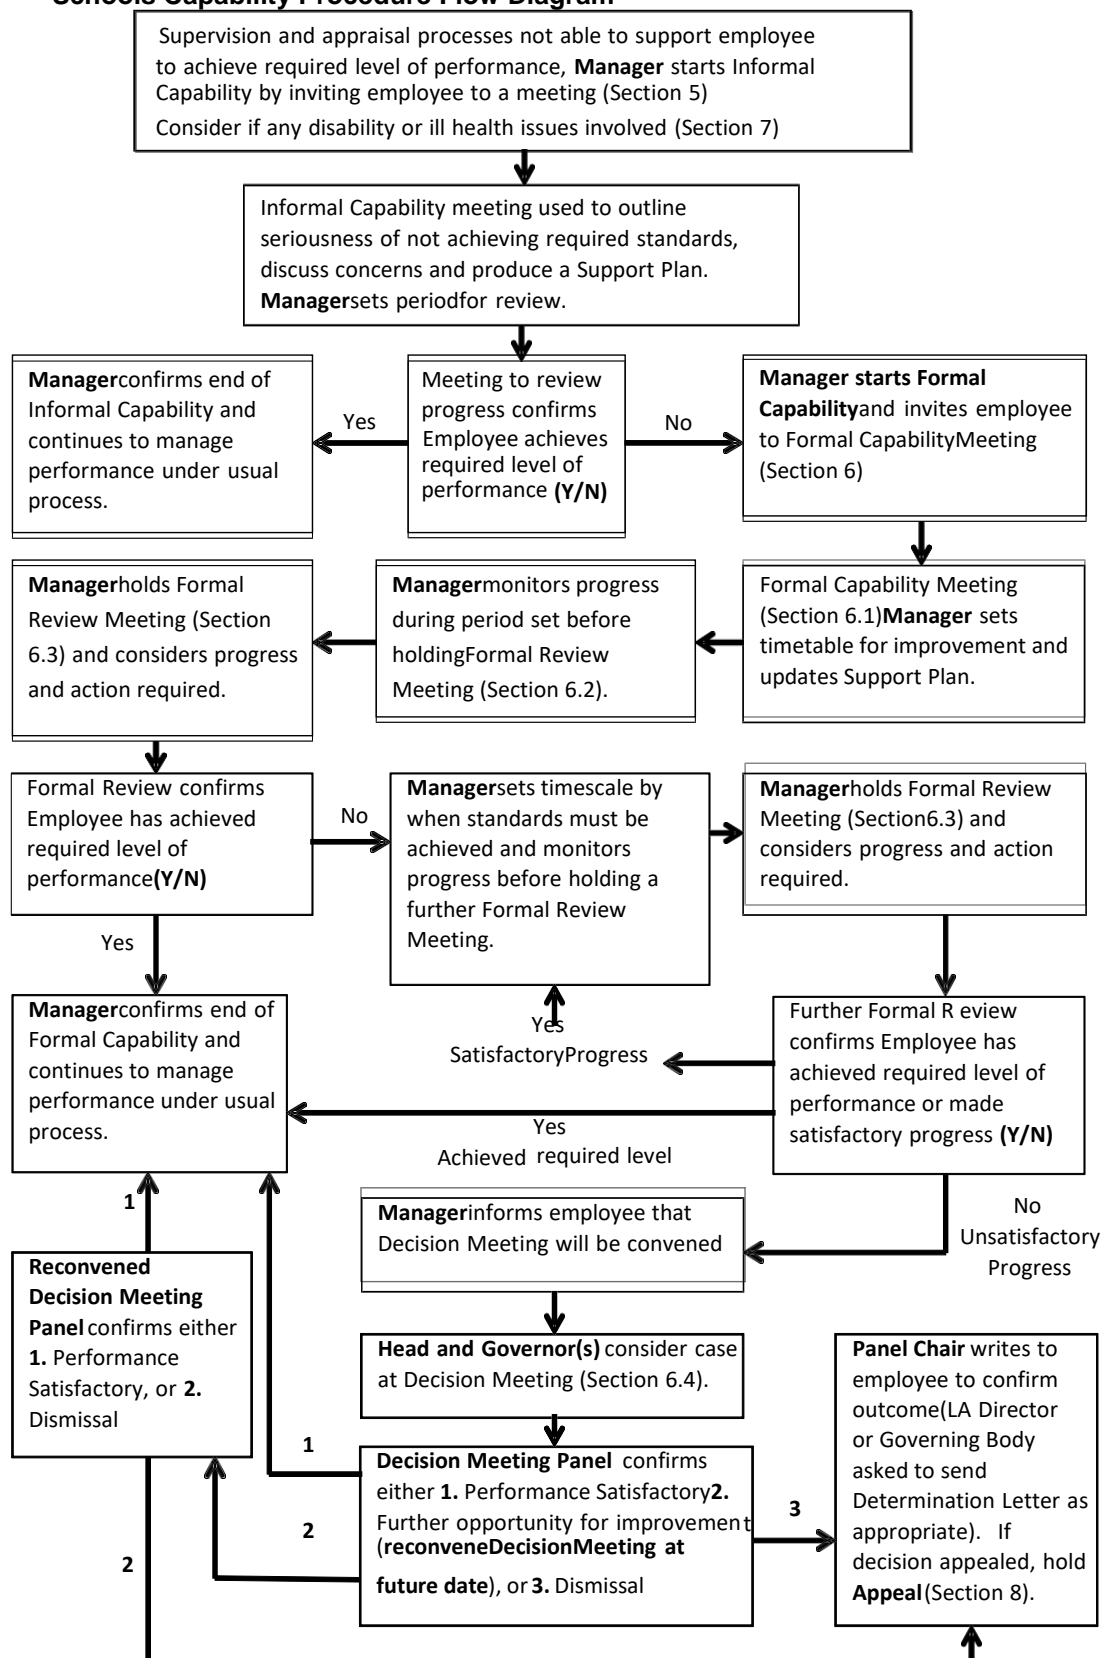 Schools Capability Procedure Flow Diagram
Supervision and appraisal processes not able to support employee
to achieve required level of performance, Manager starts Informal
Capability by inviting employee to a meeting (Section 5)
Consider if any disability or ill health issues involved (Section 7)
Informal Capability meeting used to outline
seriousness of not achieving required standards,
discuss concerns and produce a Support Plan.
Managersets periodfor review.
Managerconfirms end of
Informal Capability and
continues to manage
performance under usual
process.
Yes
Meeting to review
progress confirms
Employee achieves
required level of
performance (Y/N)
No
Manager starts Formal
Capabilityand invites employee
to Formal CapabilityMeeting
(Section 6)
Managerholds Formal
Review Meeting (Section
6.3) and considers progress
and action required.
Managermonitors progress
during period set before
holdingFormal Review
Meeting (Section 6.2).
Formal Capability Meeting
(Section 6.1)Manager sets
timetable for improvement and
updates Support Plan.
Formal Review confirms
Employee has achieved
required level of
performance(Y/N)
No
Managersets timescale by
when standards must be
achieved and monitors
progress before holding a
further Formal Review
Meeting.
Managerholds Formal Review
Meeting (Section6.3) and
considers progress and action
required.
Yes
Managerconfirms end of
Formal Capability and
continues to manage
performance under usual
process.
Yes
SatisfactoryProgress
Further Formal R eview
confirms Employee has
achieved required level of
performance or made
satisfactory progress (Y/N)
Yes
Achieved required level
1
Managerinforms employee that
Decision Meeting will be convened
No
Unsatisfactory
Progress
Reconvened
Decision Meeting
Panel confirms either
1. Performance
Satisfactory, or 2.
Dismissal
Head and Governor(s) consider case
at Decision Meeting (Section 6.4).
Panel Chair writes to
employee to confirm
outcome(LA Director
or Governing Body
asked to send
Determination Letter as
appropriate). If
decision appealed, hold
Appeal(Section 8).
1
Decision Meeting Panel confirms
either 1. Performance Satisfactory2.
Further opportunity for improvement
(reconveneDecisionMeeting at
future date), or 3. Dismissal
2
3
2